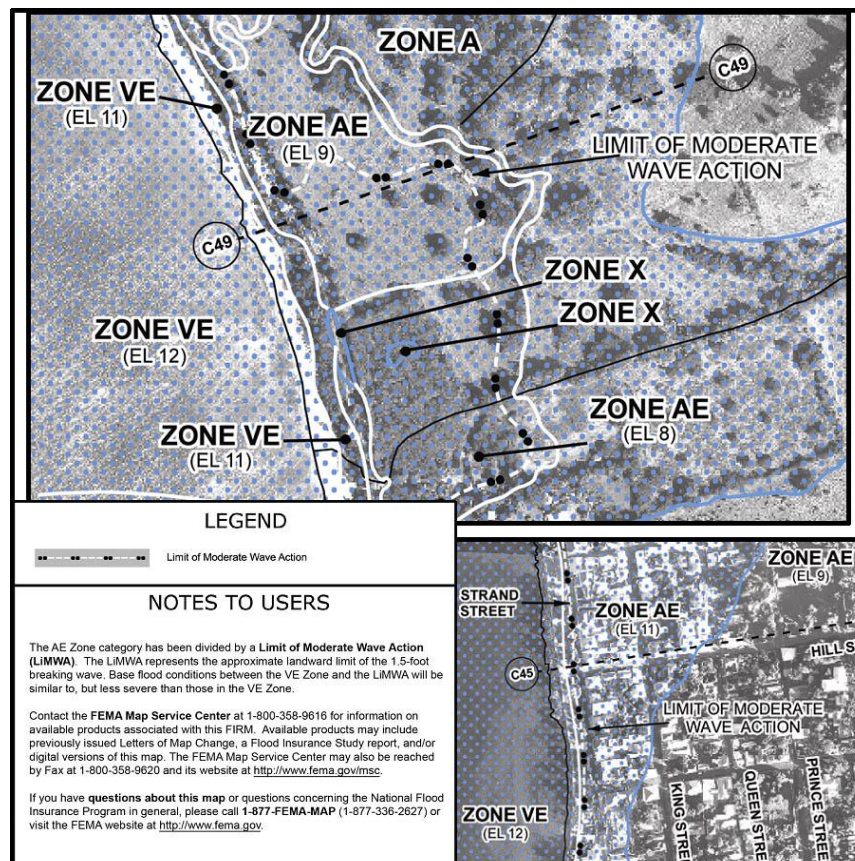 ZONE A
C49
ZONE VE
(EL 11)
ZONE AE
(EL 9)
LIMIT OF MODERATE
WAVE ACTION
C49
ZONE X
ZONE X
ZONE VE
(EL 12)
ZONE AE
(EL 8)
ZONE VE
(EL 11)
LEGEND
Limit of Moderate Wave Action
NOTES TO USERS
The AE Zone category has been divided by a Limit of Moderate Wave Action
(LiMWA). The LiMWA represents the approximate landward limit of the 1.5-foot
breaking wave. Base flood conditions between the VE Zone and the LiMWA will be
similar to, but less severe than those in the VE Zone.
Contact the FEMA Map Service Center at 1-800-358-9616 for information on
available products associated with this FIRM. Available products may include
previously issued Letters of Map Change, a Flood Insurance Study report, and/or
digital versions of this map. The FEMA Map Service Center may also be reached
by Fax at 1-800-358-9620 and its website at http://www.fema.gov/msc.
If you have questions about this map or questions concerning the National Flood
Insurance Program in general, please call 1-877-FEMA-MAP (1-877-336-2627) or
visit the FEMA website at http://www.fema.gov.
ZONE AE
(EL 9)
STRAND
STREET
ZONE AE
(EL 11)
HILL S
C45
LIMIT OF MODERATE
WAVE ACTION
ZONE VE
(EL 12)
KING STREE
QUEEN STRE
PRINCE STREE